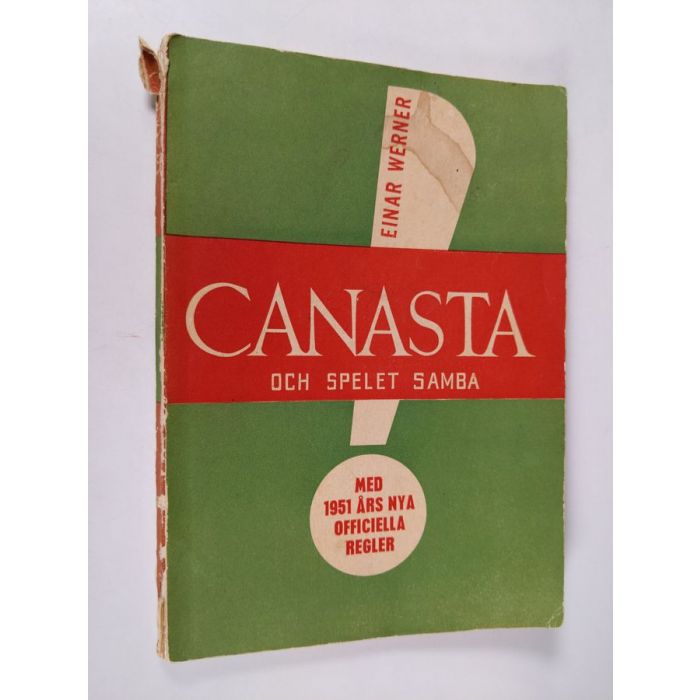 EINAR WERNER
CANASTA
OCH SPELET SAMBA
MED
1951 ÅRS NYA
OFFICIELLA
REGLER